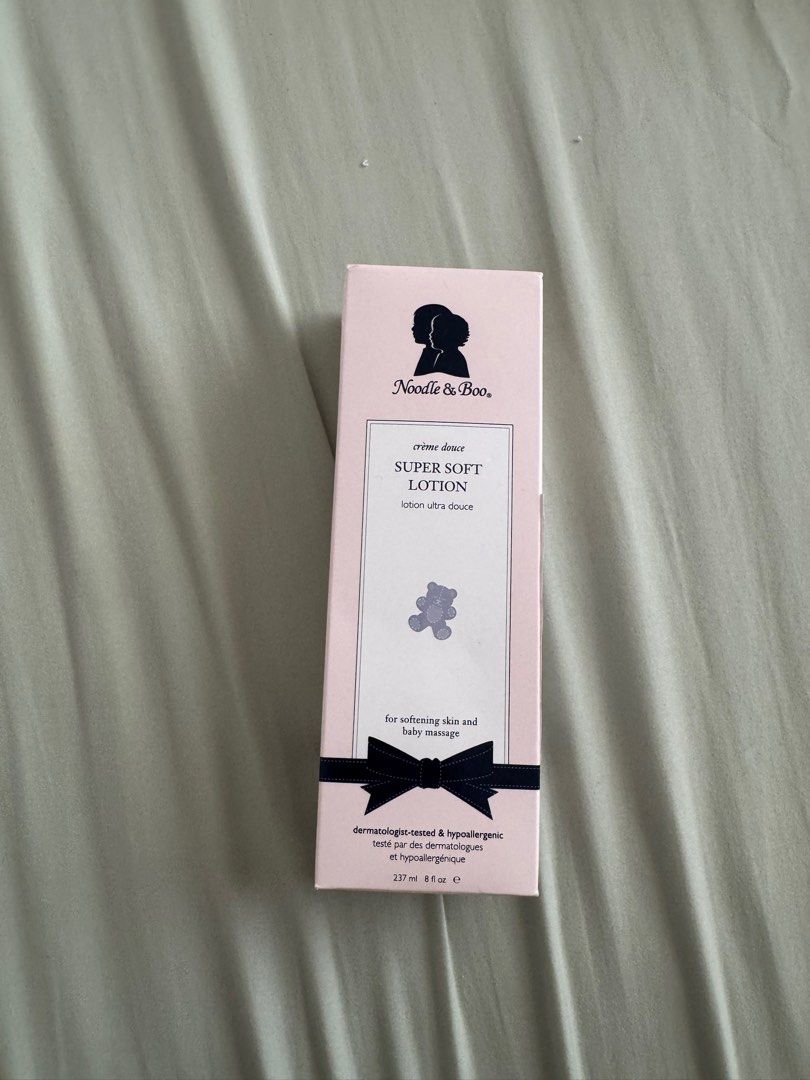 Noodle & Boo®
crème douce
SUPER SOFT
LOTION
lotion ultra douce
for softening skin and
baby massage
dermatologist-tested & hypoallergenic
testé par des dermatologues
et hypoallergénique
237 ml 8 fl oz ℮